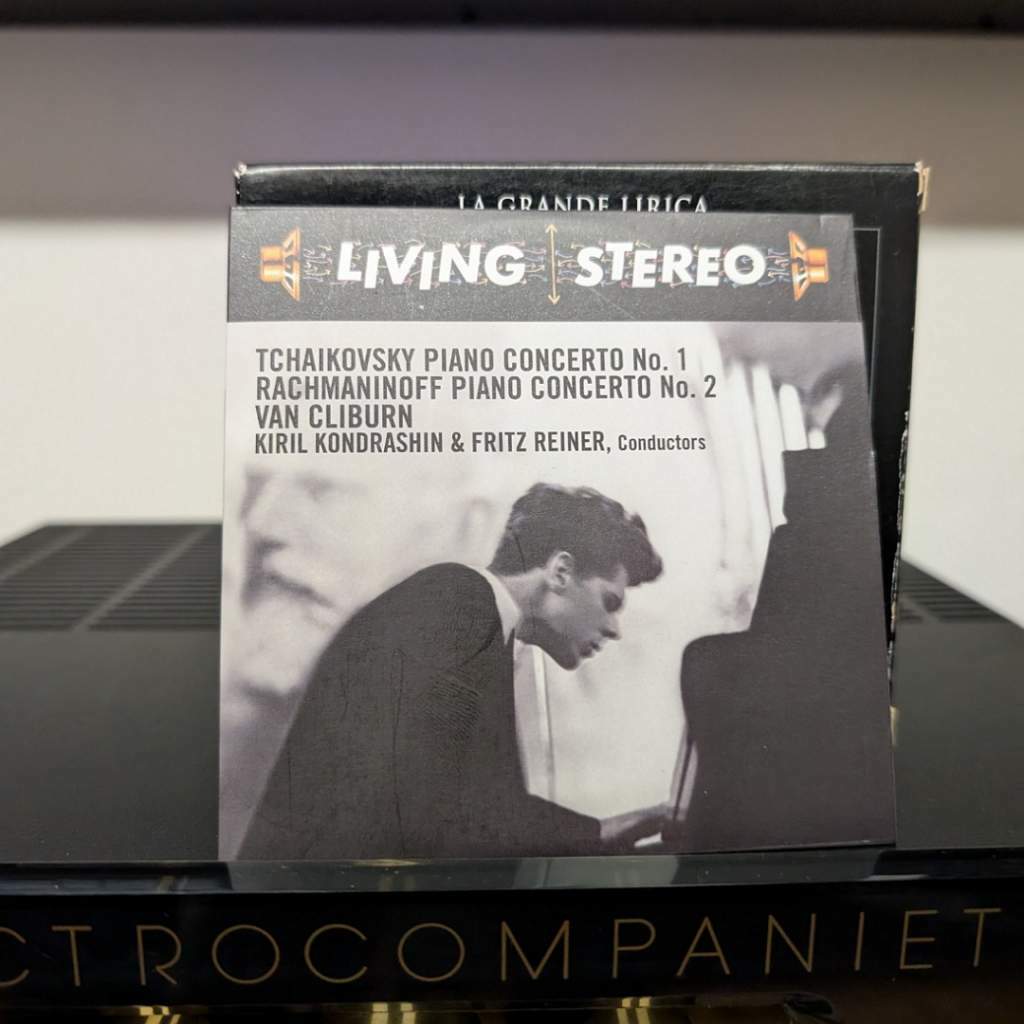 LA GRANDE LIRICA
LIVING STEREO
TCHAIKOVSKY PIANO CONCERTO No. 1
RACHMANINOFF PIANO CONCERTO No. 2
VAN CLIBURN
KIRIL KONDRASHIN & FRITZ REINER, Conductors
CTROCOMPANIET